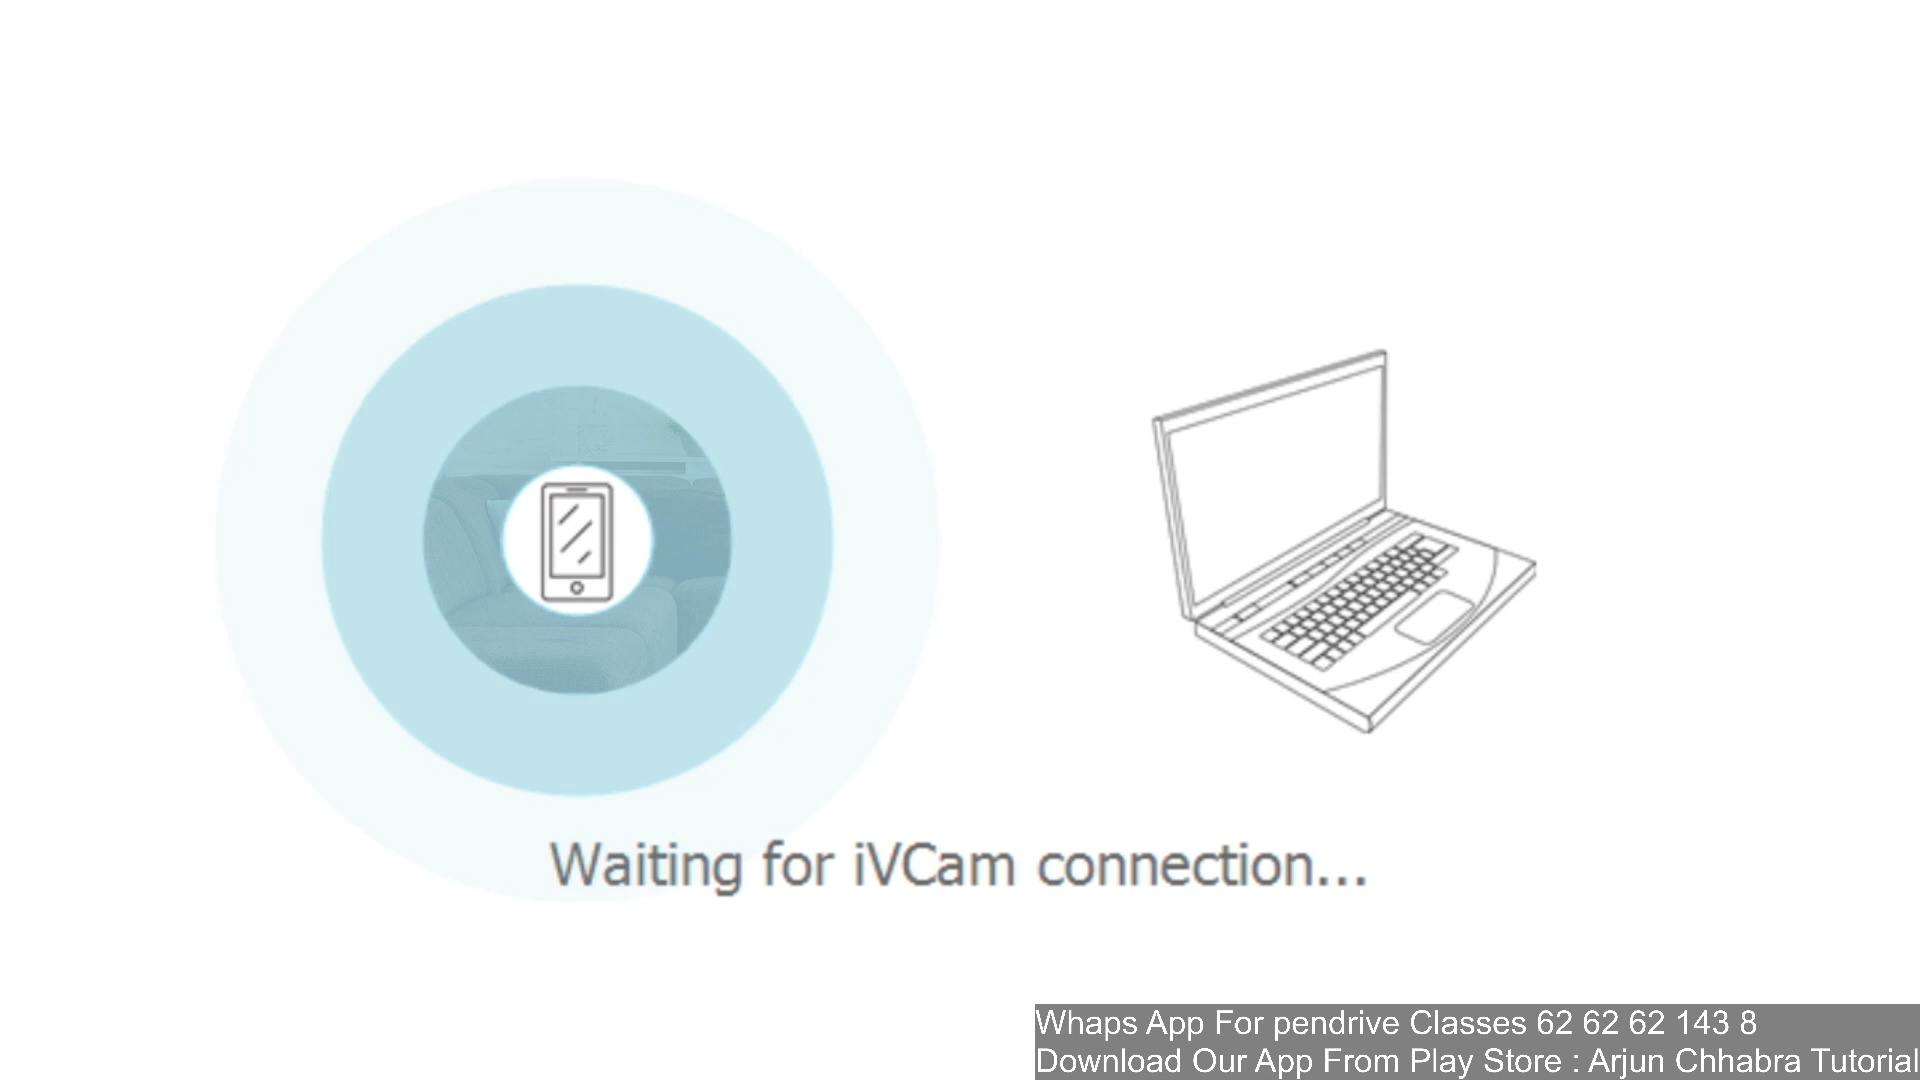 Waiting for iVCam connection...
Whaps App For pendrive Classes 62 62 62 143 8
Download Our App From Play Store : Arjun Chhabra Tutorial